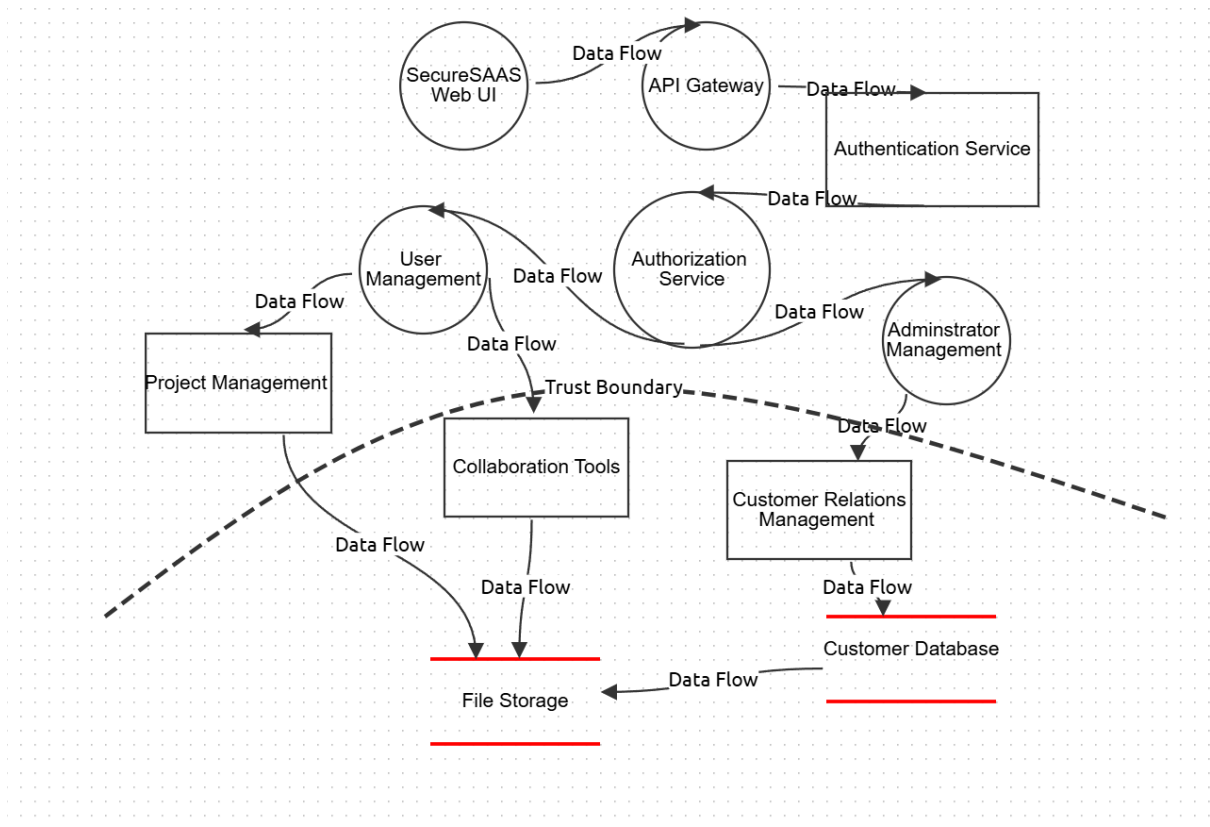 SecureSAAS
Web UI
Data Flow
API Gateway
Data Flow
Authentication Service
Data Flow
Authorization
Service
User
Management
Data Flow
Data Flow
Data Flow
Adminstrator
Management
Data Flow
Project Management
Trust Boundary
Data Flow
Collaboration Tools
Customer Relations
Management
Data Flow
Data Flow
Data Flow
Customer Database
Data Flow
File Storage